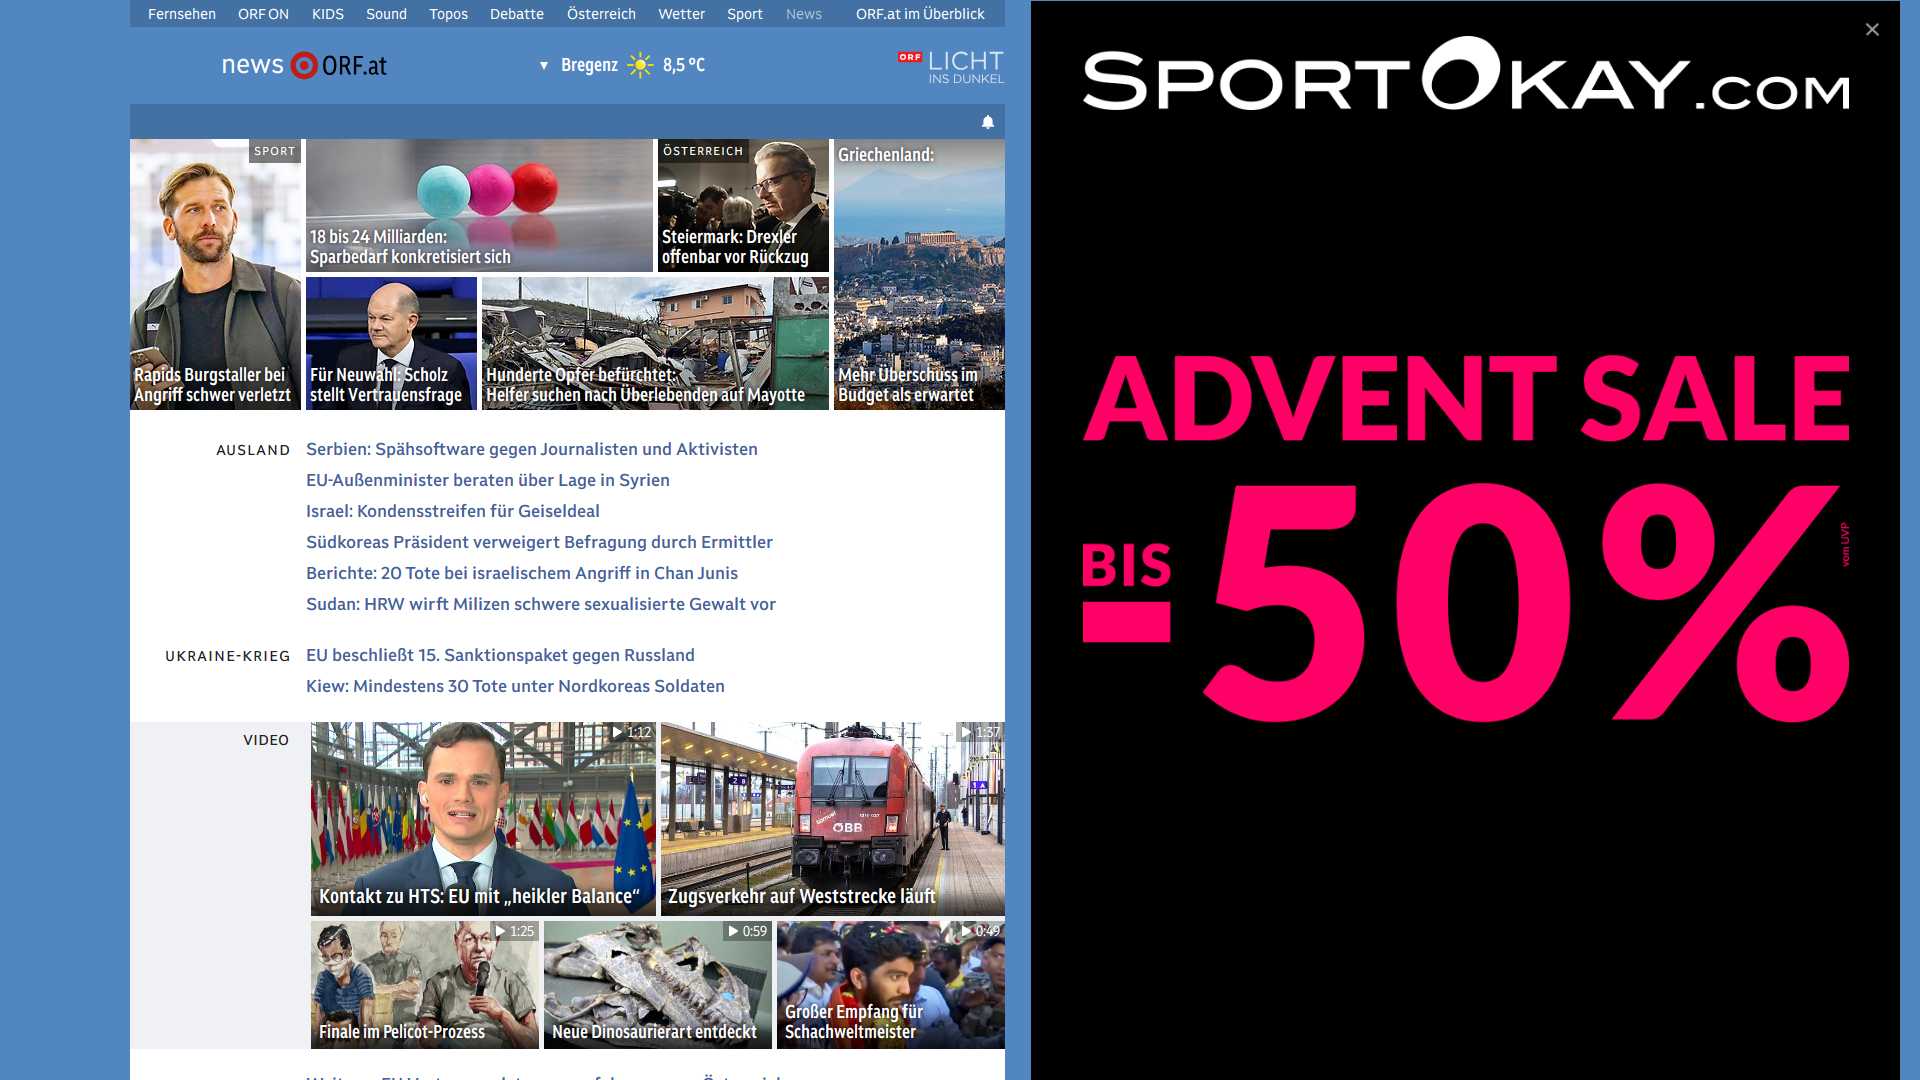 Fernsehen ORF ON KIDS Sound Topos Debatte Österreich Wetter Sport News ORF.at im Überblick
news ORF.at
▼ Bregenz 8,5 °C
ORF LICHT
INS DUNKEL
SPORT
Rapids Burgstaller bei
Angriff schwer verletzt
18 bis 24 Milliarden:
Sparbedarf konkretisiert sich
ÖSTERREICH
Steiermark: Drexler
offenbar vor Rückzug
Griechenland:
Mehr Überschuss im
Budget als erwartet
Für Neuwahl: Scholz
stellt Vertrauensfrage
Hunderte Opfer befürchtet:
Helfer suchen nach Überlebenden auf Mayotte
AUSLAND
Serbien: Spähsoftware gegen Journalisten und Aktivisten
EU-Außenminister beraten über Lage in Syrien
Israel: Kondensstreifen für Geiseldeal
Südkoreas Präsident verweigert Befragung durch Ermittler
Berichte: 20 Tote bei israelischem Angriff in Chan Junis
Sudan: HRW wirft Milizen schwere sexualisierte Gewalt vor
UKRAINE-KRIEG
EU beschließt 15. Sanktionspaket gegen Russland
Kiew: Mindestens 30 Tote unter Nordkoreas Soldaten
VIDEO
1:12
Kontakt zu HTS: EU mit „heikler Balance“
1:37
ÖBB
Zugsverkehr auf Weststrecke läuft
1:25
Finale im Pelicot-Prozess
0:59
Neue Dinosaurierart entdeckt
0:49
Großer Empfang für
Schachweltmeister
SPORTOKAY.COM
ADVENT SALE
BIS
-50%
vom UVP